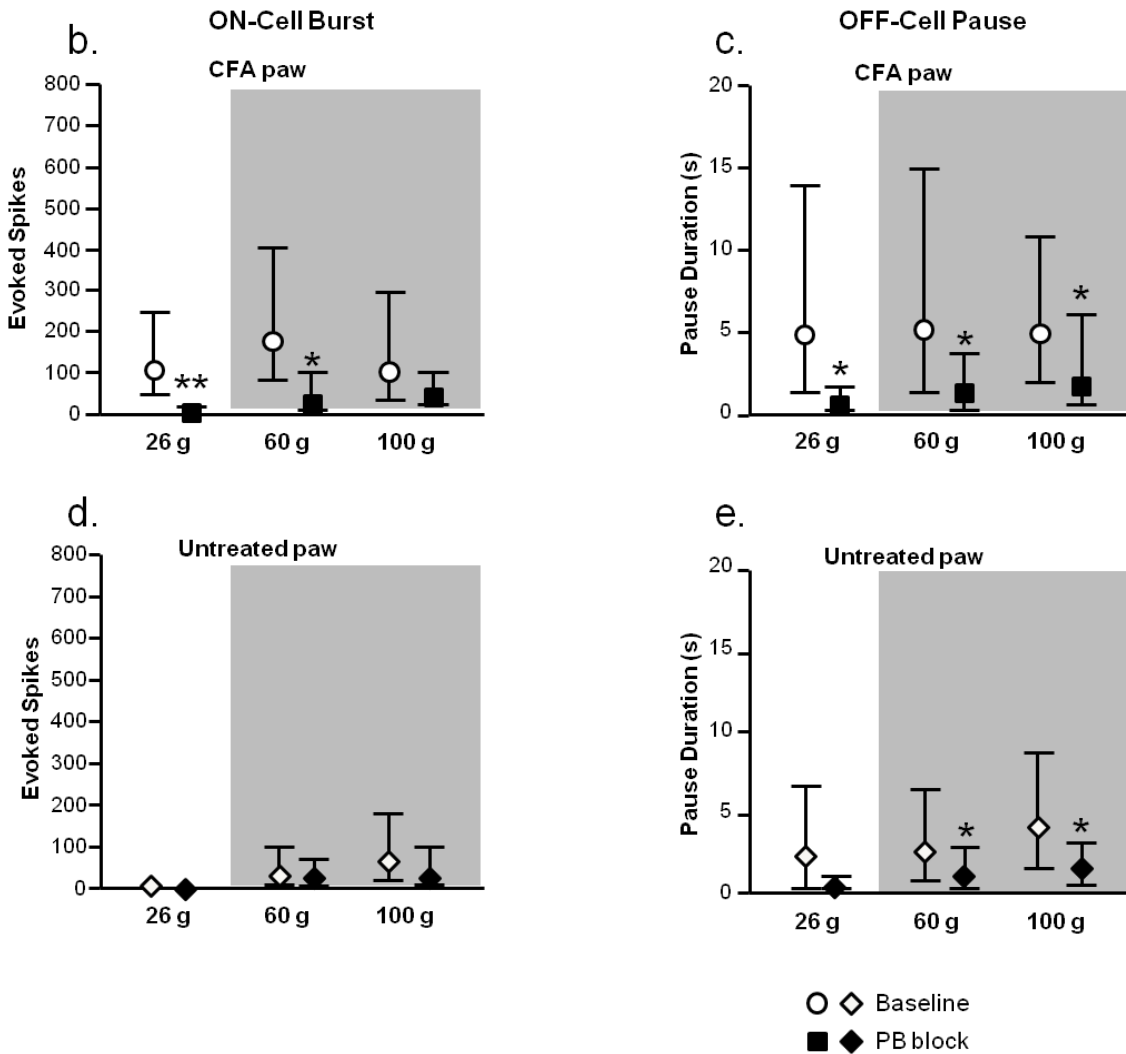 ON-Cell Burst
b.
CFA paw
800
700
600
500
400
300
200
100
0
Evoked Spikes
**
*
26 g 60 g 100 g
OFF-Cell Pause
c.
CFA paw
20
15
10
5
0
Pause Duration (s)
*
*
*
26 g 60 g 100 g
d.
Untreated paw
800
700
600
500
400
300
200
100
0
Evoked Spikes
26 g 60 g 100 g
e.
Untreated paw
20
15
10
5
0
Pause Duration (s)
*
*
26 g 60 g 100 g
Baseline
PB block